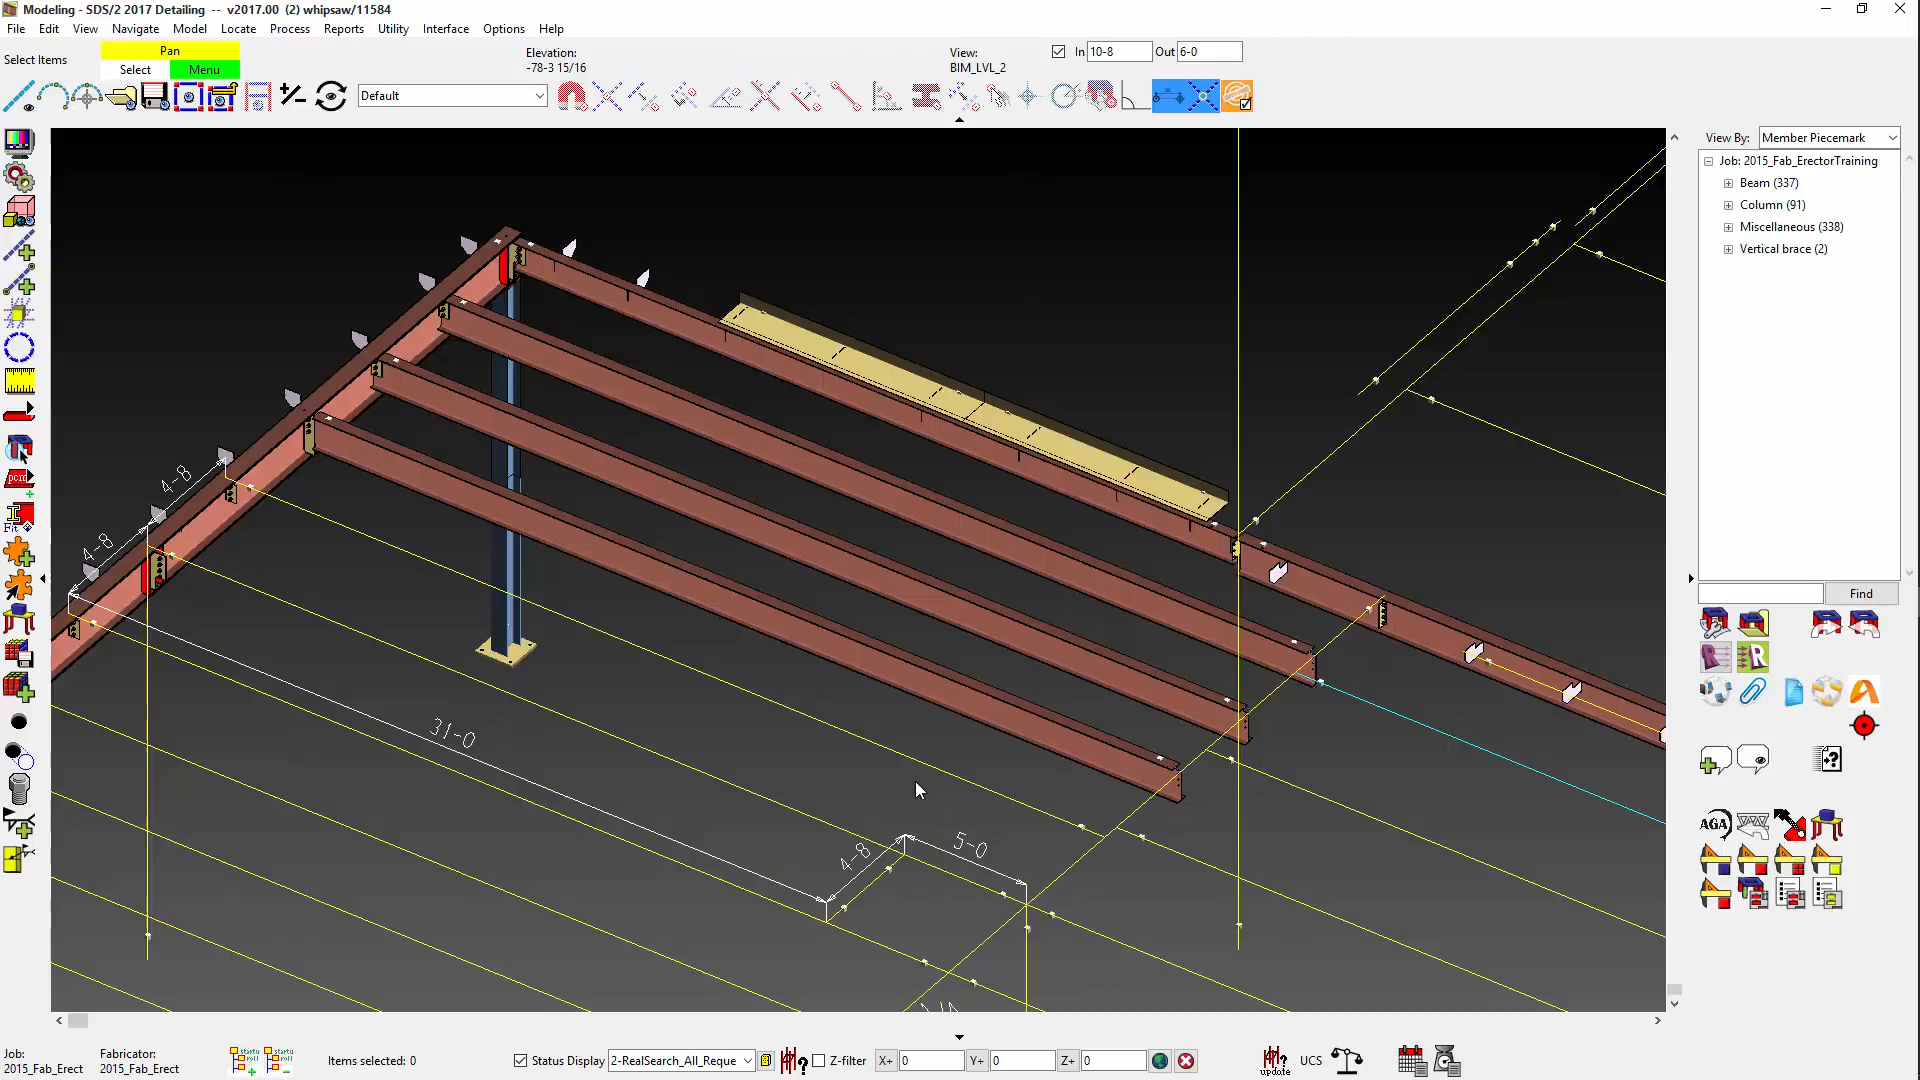 Modeling - SDS/2 2017 Detailing -- v2017.00 (2) whipsaw/11584
File Edit View Navigate Model Locate Process Reports Utility Interface Options Help
Select Items
Pan
Select Menu
Elevation:
-78-3 15/16
View:
BIM_LVL_2
In 10-8 Out 6-0
Default
View By: Member Piecemark
Job: 2015_Fab_ErectorTraining
Beam (337)
Column (91)
Miscellaneous (338)
Vertical brace (2)
Find
4-8
4-8
31-0
4-8
5-0
pcm
Fit
R
R
AGA
Job:
2015_Fab_Erect
Fabricator:
2015_Fab_Erect
Items selected: 0
Status Display 2-RealSearch_All_Reque
Z-filter
X+ 0 Y+ 0 Z+ 0
update
UCS